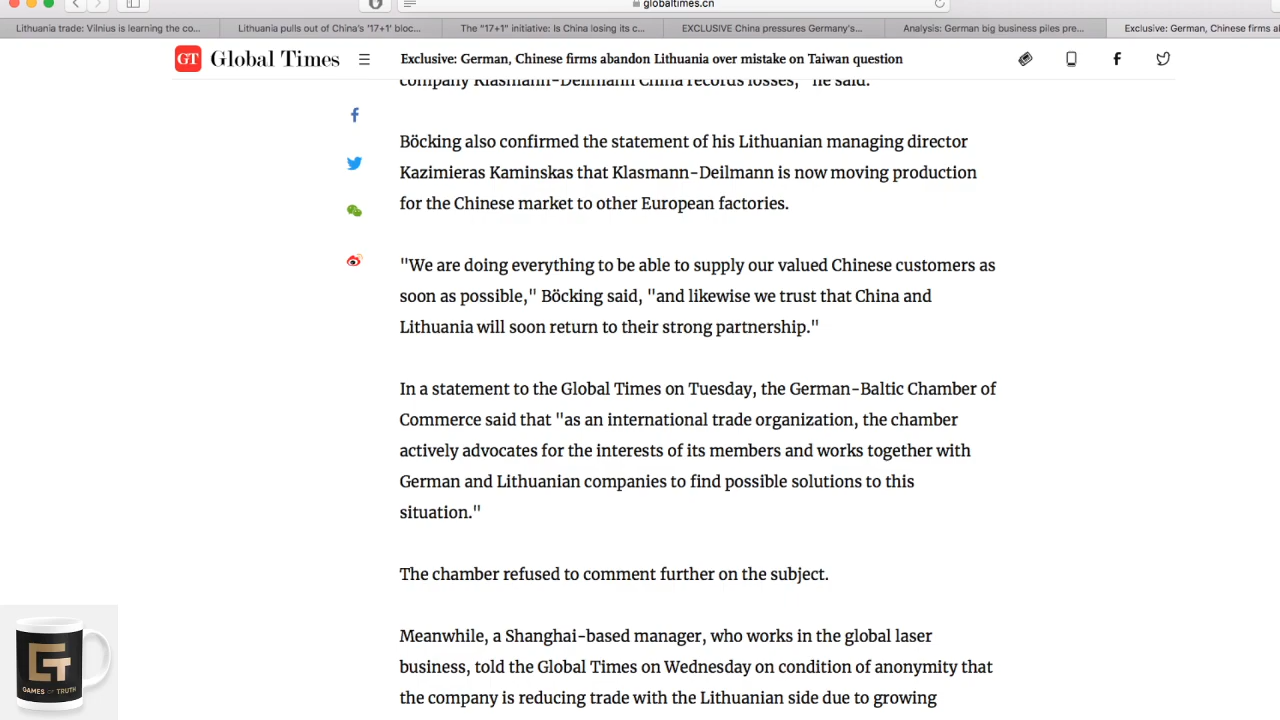 globaltimes.cn
Lithuania trade: Vilnius is learning the co...
Lithuania pulls out of China's '17+1' bloc...
The "17+1" initiative: Is China losing its c...
EXCLUSIVE China pressures Germany's...
Analysis: German big business piles pre...
Exclusive: German, Chinese firms a
GT Global Times
Exclusive: German, Chinese firms abandon Lithuania over mistake on Taiwan question
company Klasmann-Deilmann China records losses," he said.
Böcking also confirmed the statement of his Lithuanian managing director
Kazimieras Kaminskas that Klasmann-Deilmann is now moving production
for the Chinese market to other European factories.
"We are doing everything to be able to supply our valued Chinese customers as
soon as possible," Böcking said, "and likewise we trust that China and
Lithuania will soon return to their strong partnership."
In a statement to the Global Times on Tuesday, the German-Baltic Chamber of
Commerce said that "as an international trade organization, the chamber
actively advocates for the interests of its members and works together with
German and Lithuanian companies to find possible solutions to this
situation."
The chamber refused to comment further on the subject.
Meanwhile, a Shanghai-based manager, who works in the global laser
business, told the Global Times on Wednesday on condition of anonymity that
the company is reducing trade with the Lithuanian side due to growing
GT
GAMES OF TRUTH